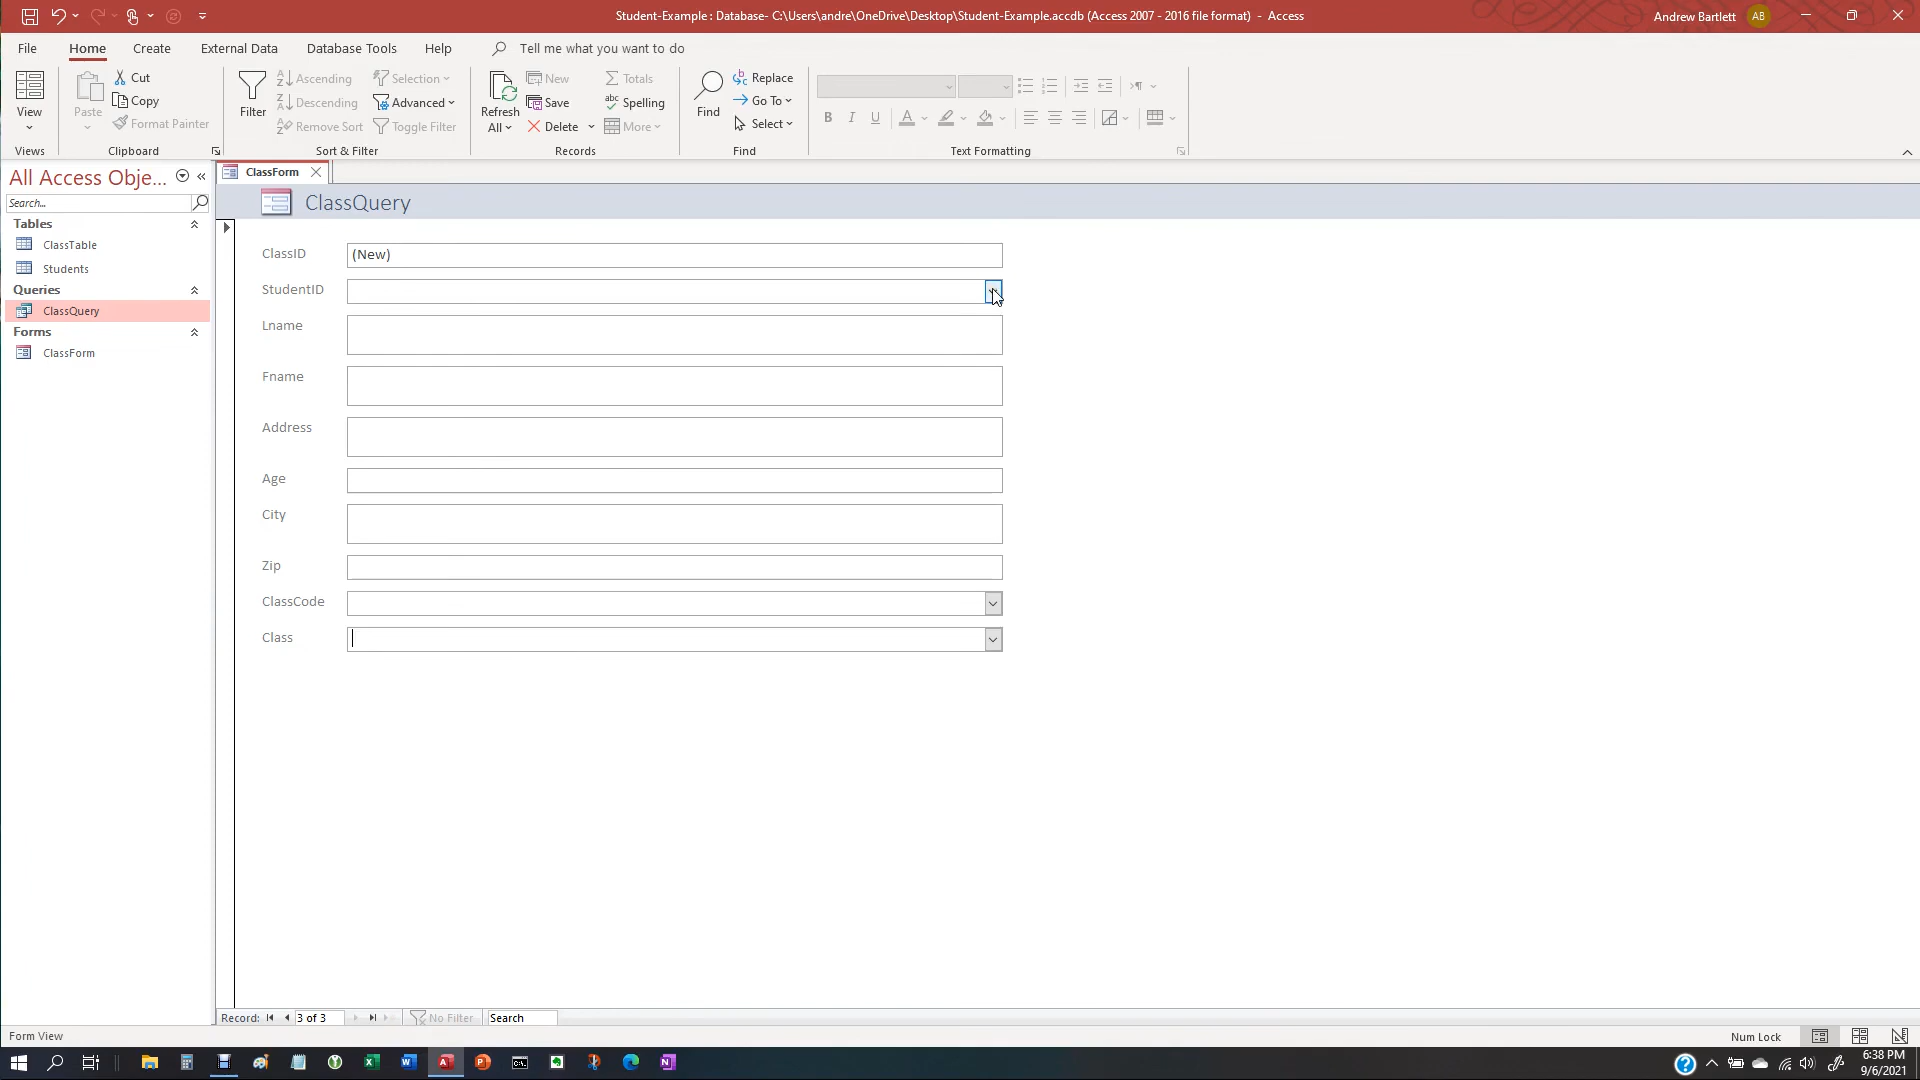 Student-Example : Database- C:\Users\andre\OneDrive\Desktop\Student-Example.accdb (Access 2007 - 2016 file format) - Access
Andrew Bartlett AB
File Home Create External Data Database Tools Help Tell me what you want to do
View
Views
Paste
Cut
Copy
Format Painter
Clipboard
Filter
Ascending
Descending
Remove Sort
Selection
Advanced
Toggle Filter
Sort & Filter
Refresh All
New
Save
Delete
Totals
Spelling
More
Records
Find
Replace
Go To
Select
Find
B I U A
Text Formatting
All Access Obje...
Search...
Tables
ClassTable
Students
Queries
ClassQuery
Forms
ClassForm
ClassForm
ClassQuery
ClassID (New)
StudentID
Lname
Fname
Address
Age
City
Zip
ClassCode
Class
Record: 3 of 3 No Filter Search
Form View
Num Lock
6:38 PM
9/6/2021